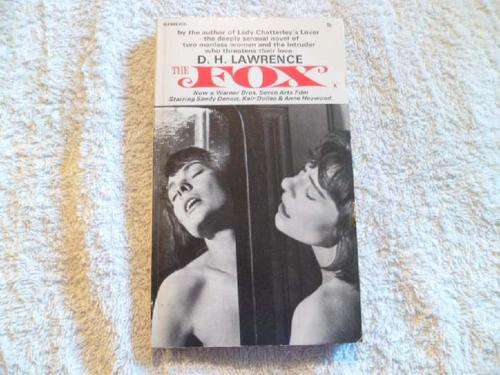 by the author of Lady Chatterley's Lover
the deeply sensual novel of
two manless women and the intruder
who threatens their love
D. H. LAWRENCE
THE FOX
Now a Warner Bros. Seven Arts Film
Starring Sandy Dennis, Keir Dullea & Anne Heywood